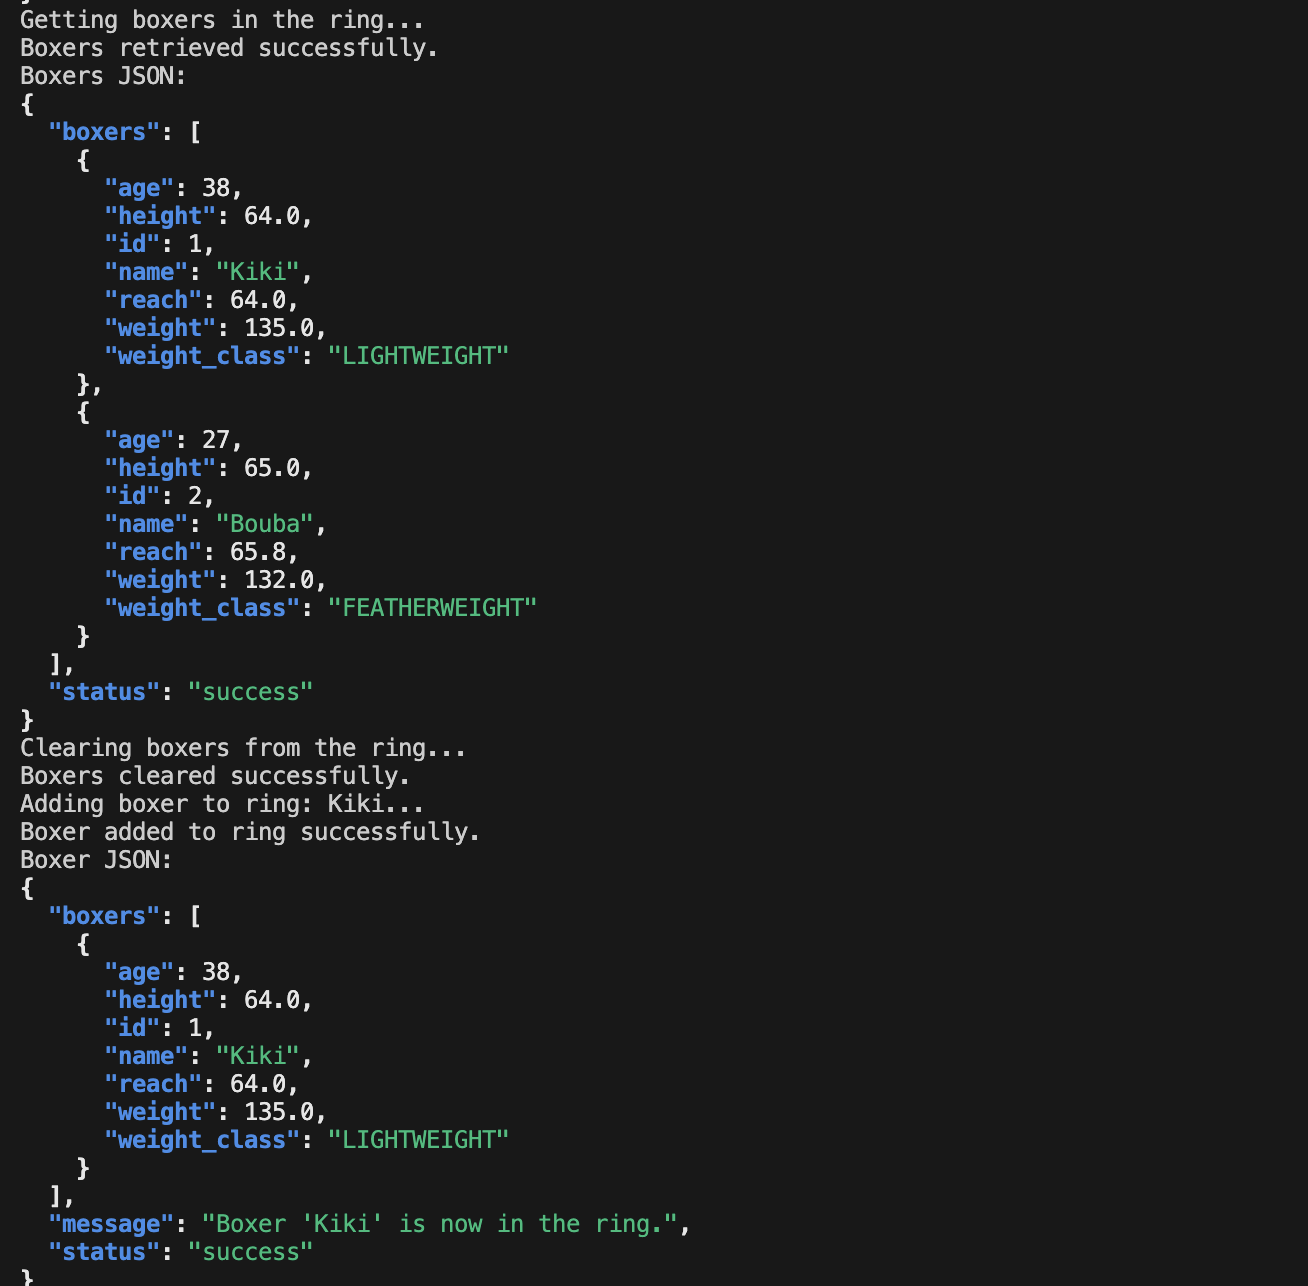 }
Getting boxers in the ring...
Boxers retrieved successfully.
Boxers JSON:
{
  "boxers": [
    {
      "age": 38,
      "height": 64.0,
      "id": 1,
      "name": "Kiki",
      "reach": 64.0,
      "weight": 135.0,
      "weight_class": "LIGHTWEIGHT"
    },
    {
      "age": 27,
      "height": 65.0,
      "id": 2,
      "name": "Bouba",
      "reach": 65.8,
      "weight": 132.0,
      "weight_class": "FEATHERWEIGHT"
    }
  ],
  "status": "success"
}
Clearing boxers from the ring...
Boxers cleared successfully.
Adding boxer to ring: Kiki...
Boxer added to ring successfully.
Boxer JSON:
{
  "boxers": [
    {
      "age": 38,
      "height": 64.0,
      "id": 1,
      "name": "Kiki",
      "reach": 64.0,
      "weight": 135.0,
      "weight_class": "LIGHTWEIGHT"
    }
  ],
  "message": "Boxer 'Kiki' is now in the ring.",
  "status": "success"
}